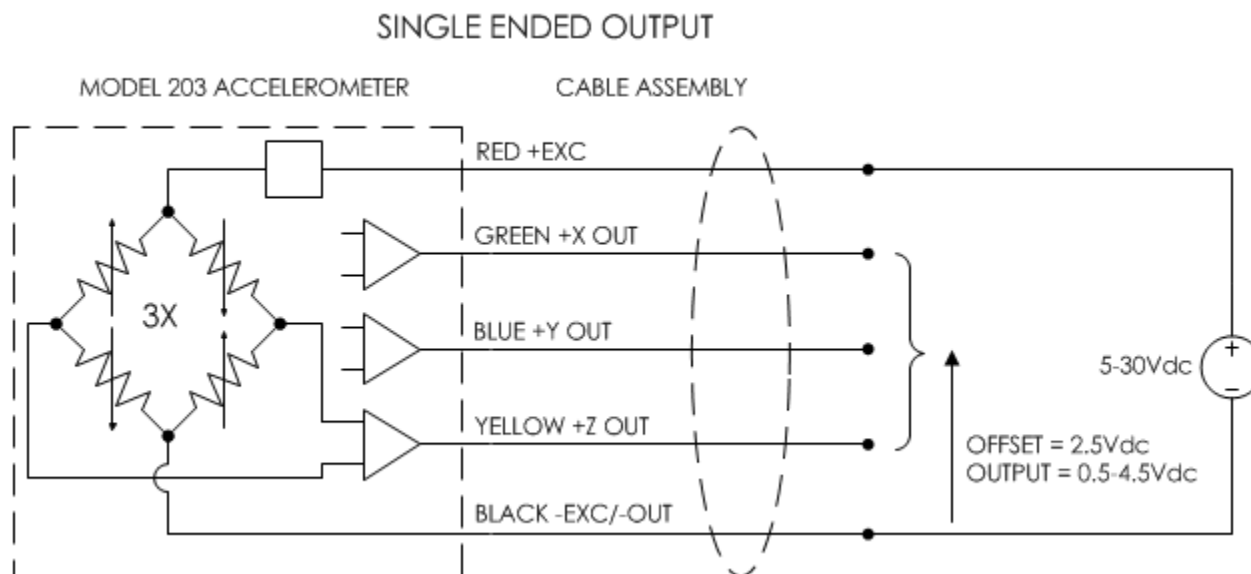 SINGLE ENDED OUTPUT
MODEL 203 ACCELEROMETER
CABLE ASSEMBLY
RED +EXC
GREEN +X OUT
3X
BLUE +Y OUT
+
5-30Vdc
−
YELLOW +Z OUT
OFFSET = 2.5Vdc
OUTPUT = 0.5-4.5Vdc
BLACK -EXC/-OUT